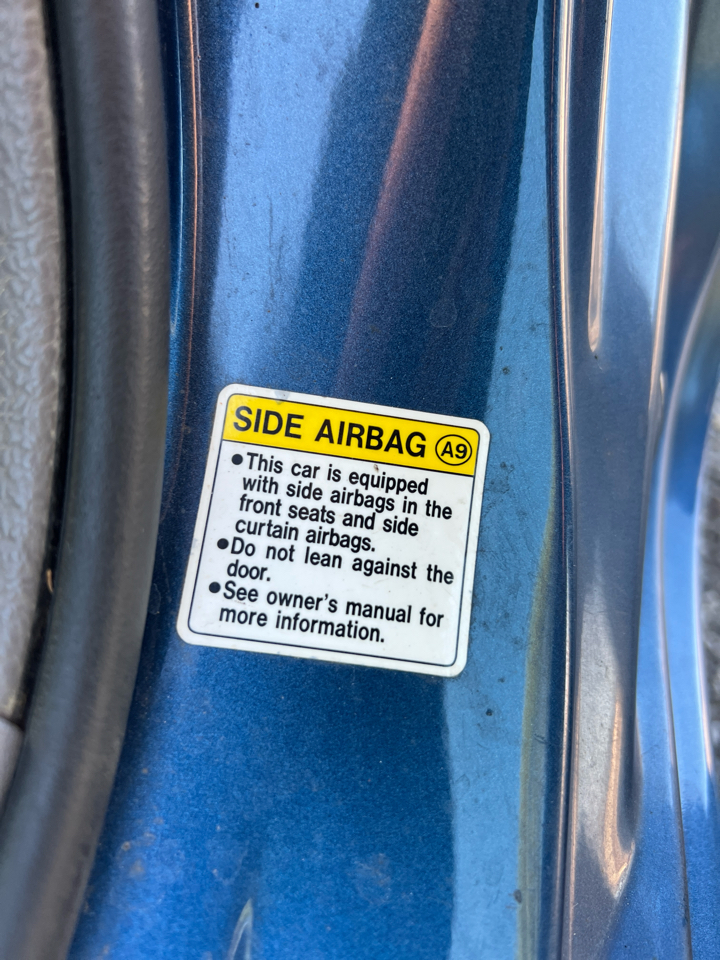 SIDE AIRBAG A9
•This car is equipped
with side airbags in the
front seats and side
curtain airbags.
•Do not lean against the
door.
•See owner's manual for
more information.